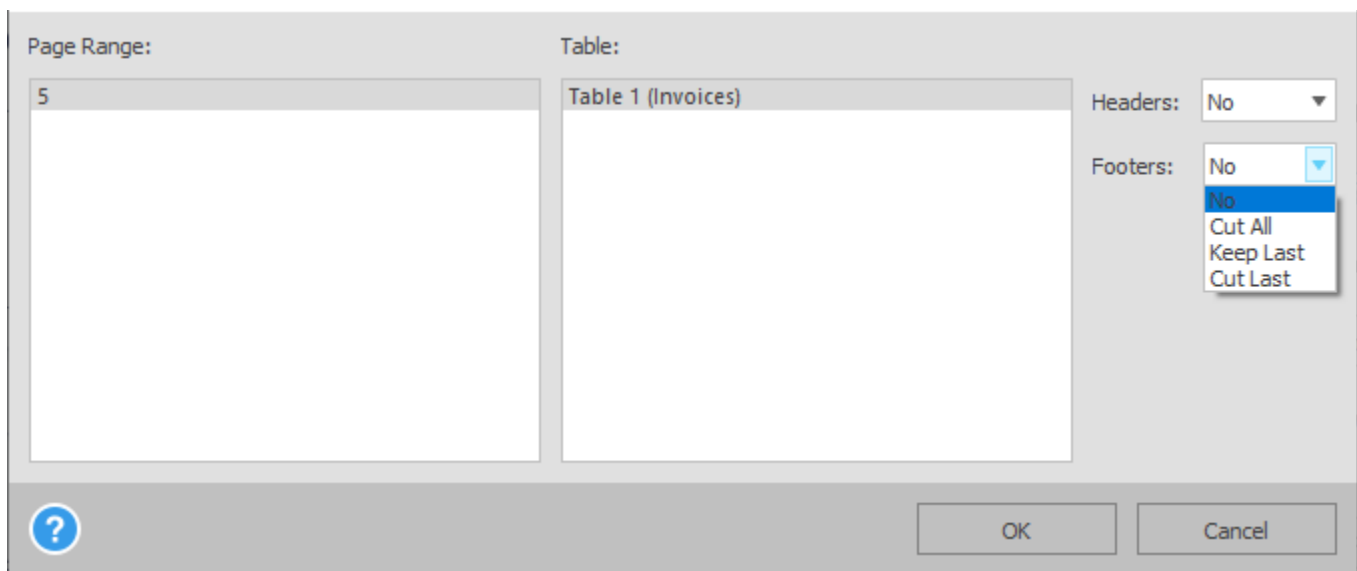 Page Range:
Table:
5
Table 1 (Invoices)
Headers:
No
Footers:
No
No
Cut All
Keep Last
Cut Last
?
OK
Cancel